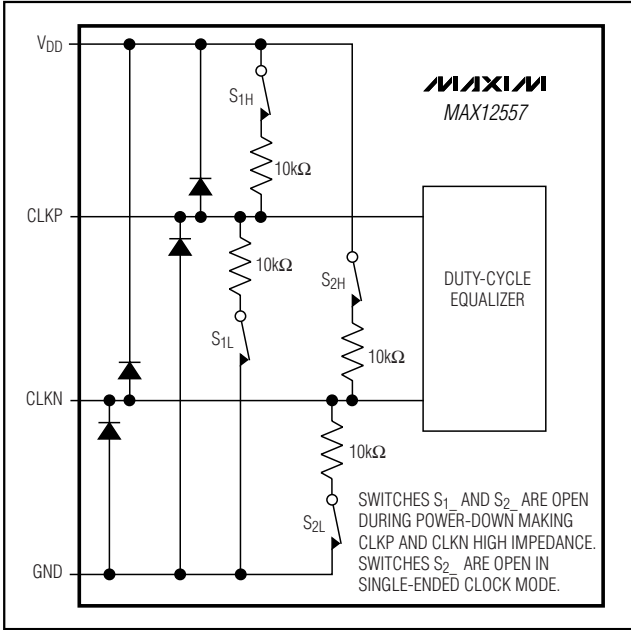 VDD
S1H
MAXIM
MAX12557
10kΩ
CLKP
10kΩ
S2H
DUTY-CYCLE
EQUALIZER
S1L
10kΩ
CLKN
10kΩ
SWITCHES S1_ AND S2_ ARE OPEN
DURING POWER-DOWN MAKING
CLKP AND CLKN HIGH IMPEDANCE.
SWITCHES S2_ ARE OPEN IN
SINGLE-ENDED CLOCK MODE.
S2L
GND